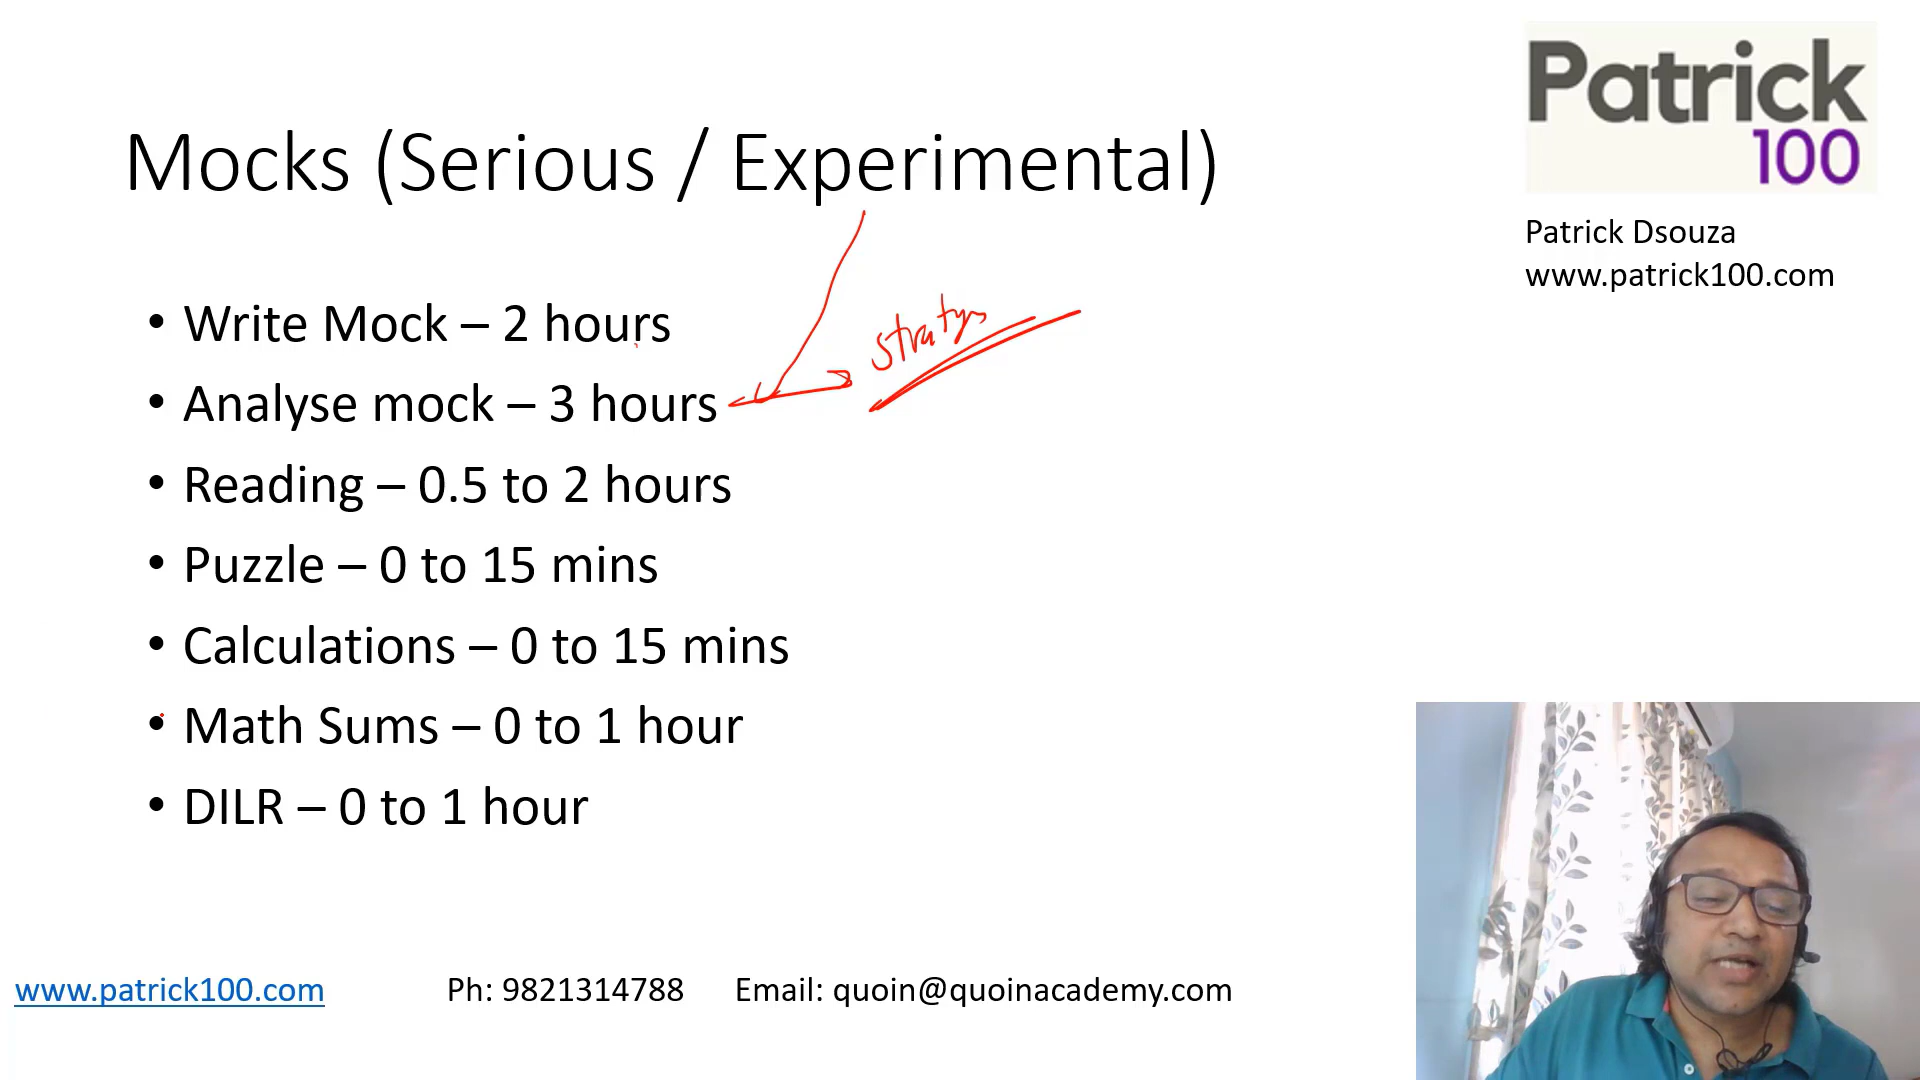 Patrick
100
Patrick Dsouza
www.patrick100.com
Mocks (Serious / Experimental)
• Write Mock – 2 hours
• Analyse mock – 3 hours
• Reading – 0.5 to 2 hours
• Puzzle – 0 to 15 mins
• Calculations – 0 to 15 mins
• Math Sums – 0 to 1 hour
• DILR – 0 to 1 hour
www.patrick100.com Ph: 9821314788 Email: quoin@quoinacademy.com